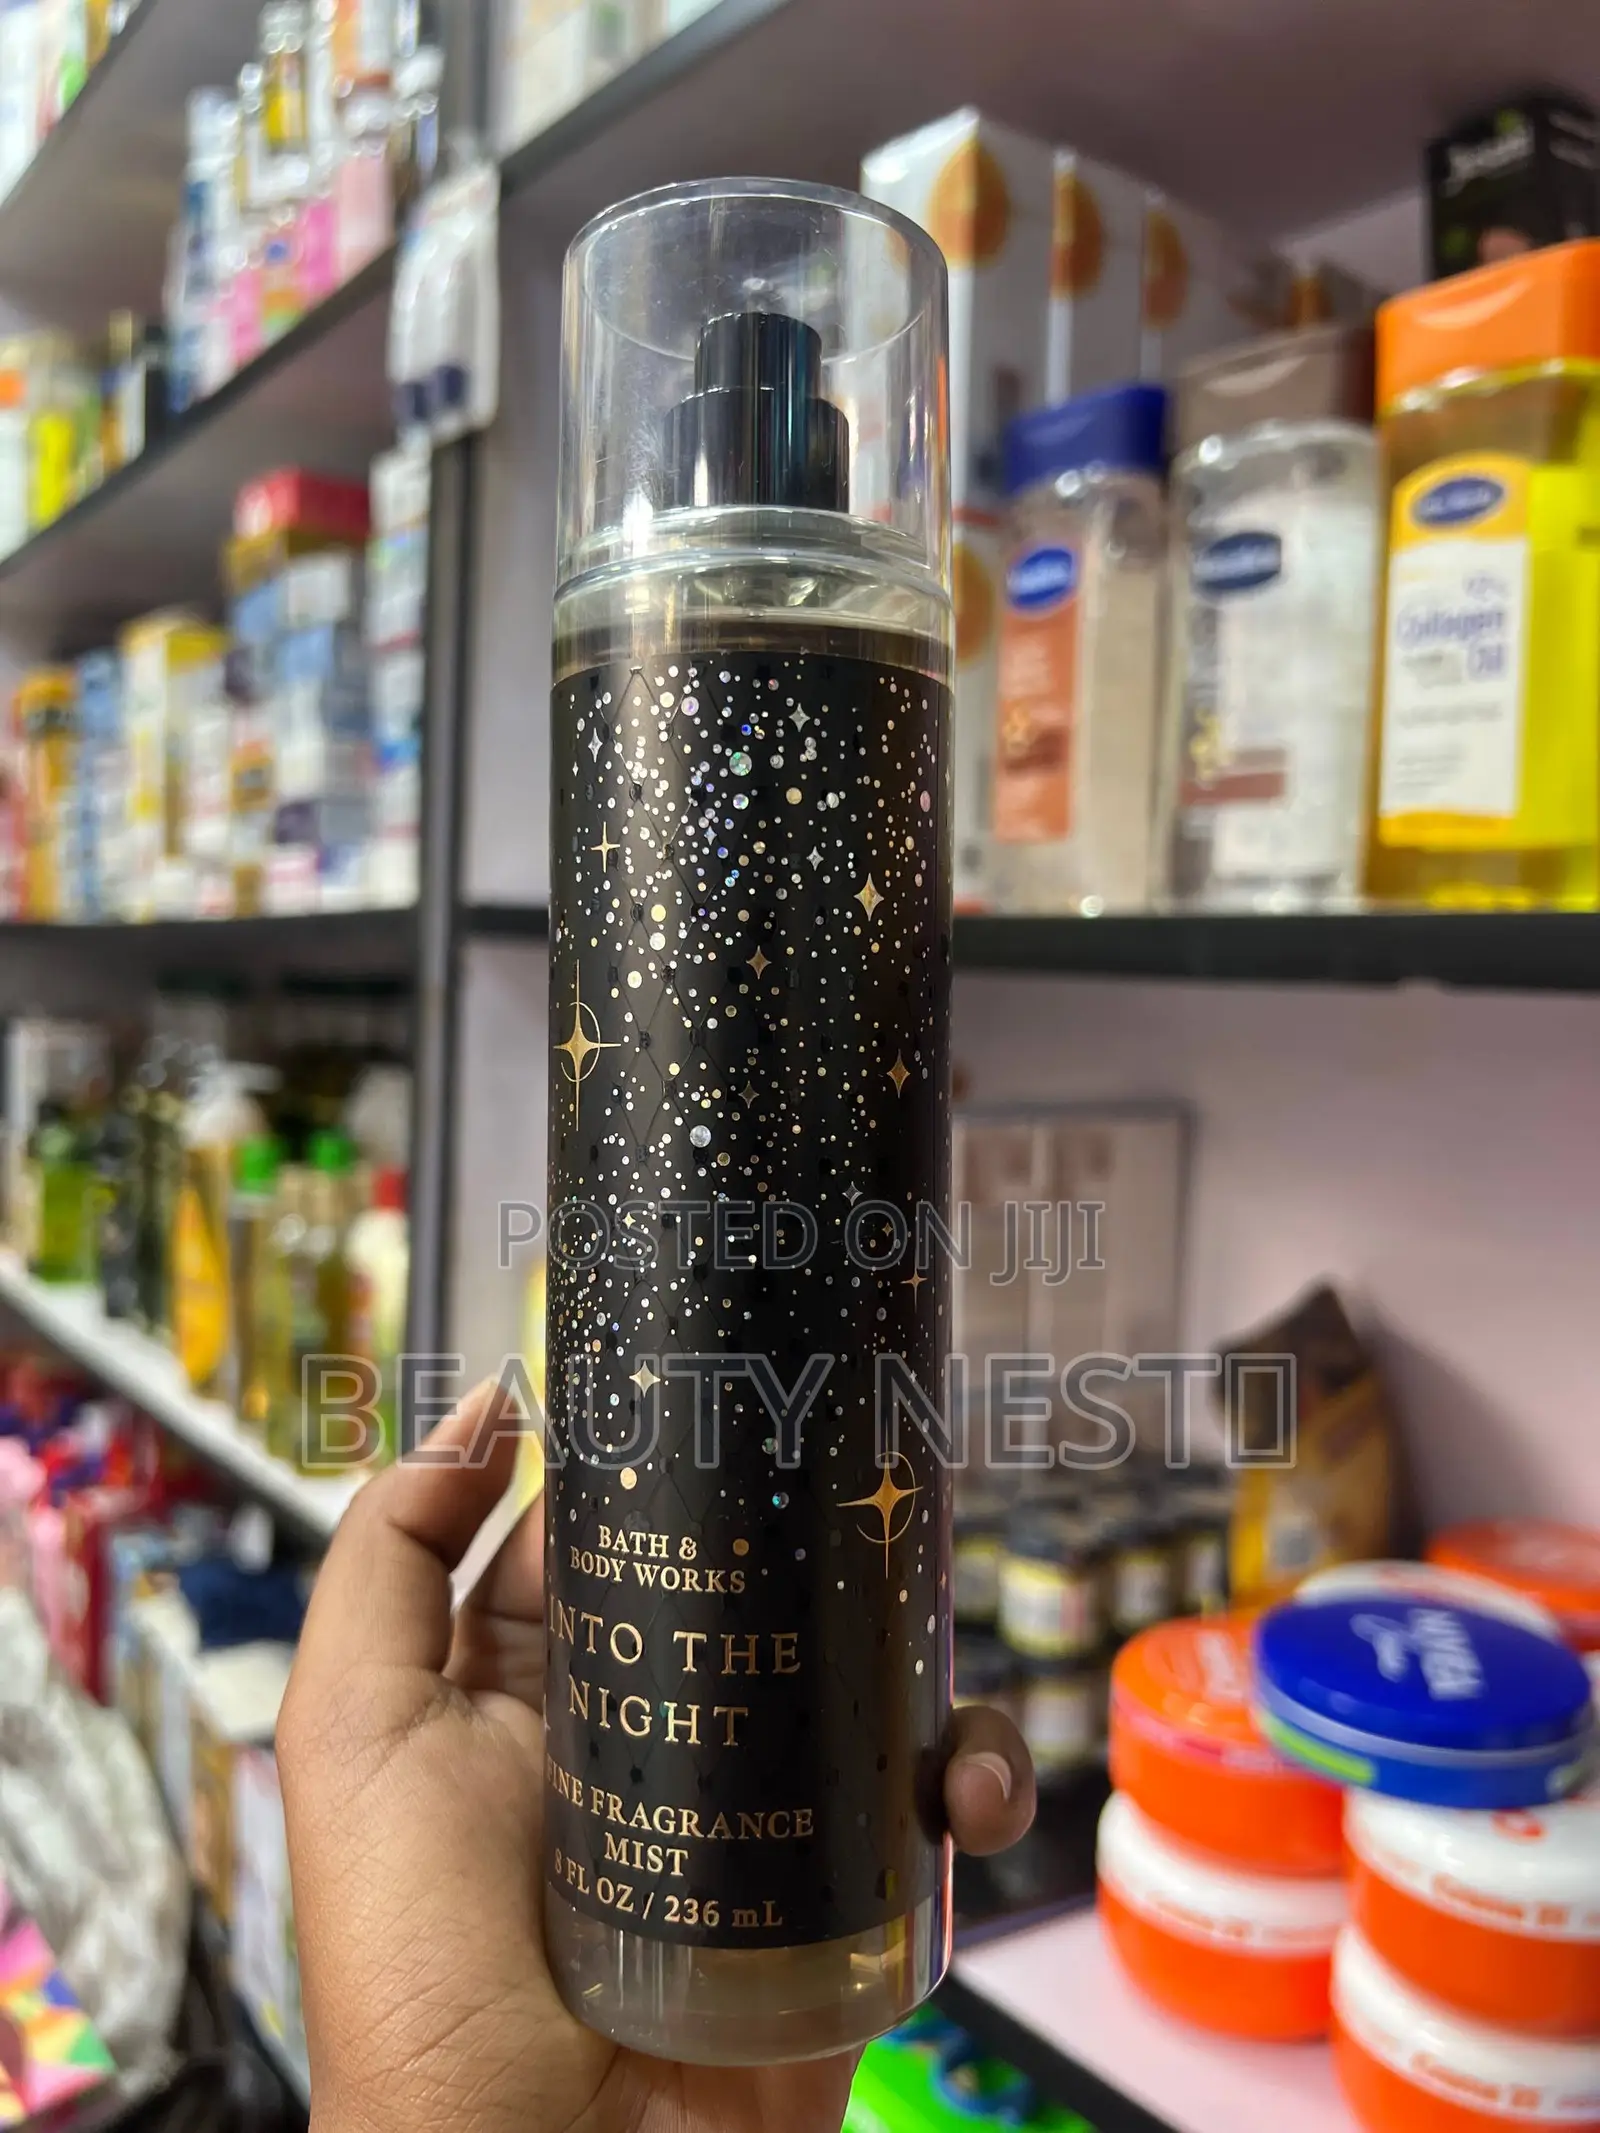 POSTED ON JIJI
BEAUTY NEST
BATH &
BODY WORKS
INTO THE
NIGHT
FINE FRAGRANCE
MIST
8 FL OZ / 236 mL
Collagen
Oil
NIVEA